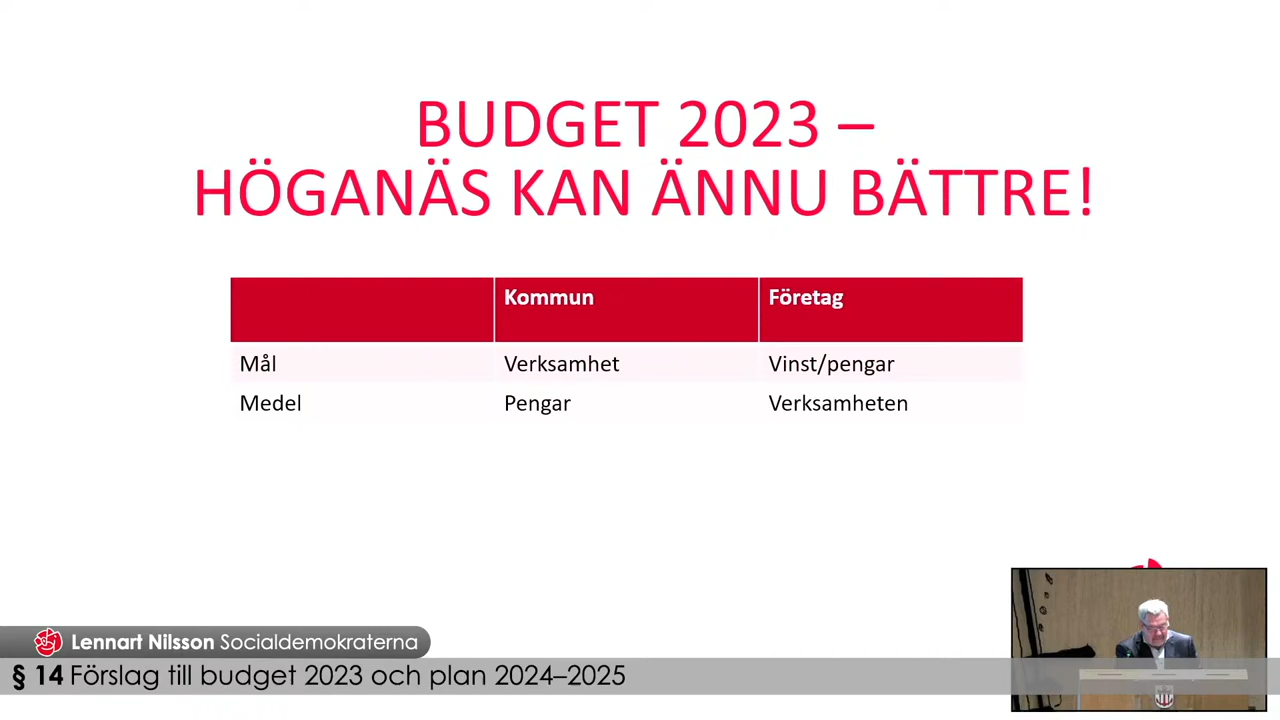 BUDGET 2023 –
HÖGANÄS KAN ÄNNU BÄTTRE!
Kommun Företag
Mål Verksamhet Vinst/pengar
Medel Pengar Verksamheten
Lennart Nilsson Socialdemokraterna
§ 14 Förslag till budget 2023 och plan 2024–2025